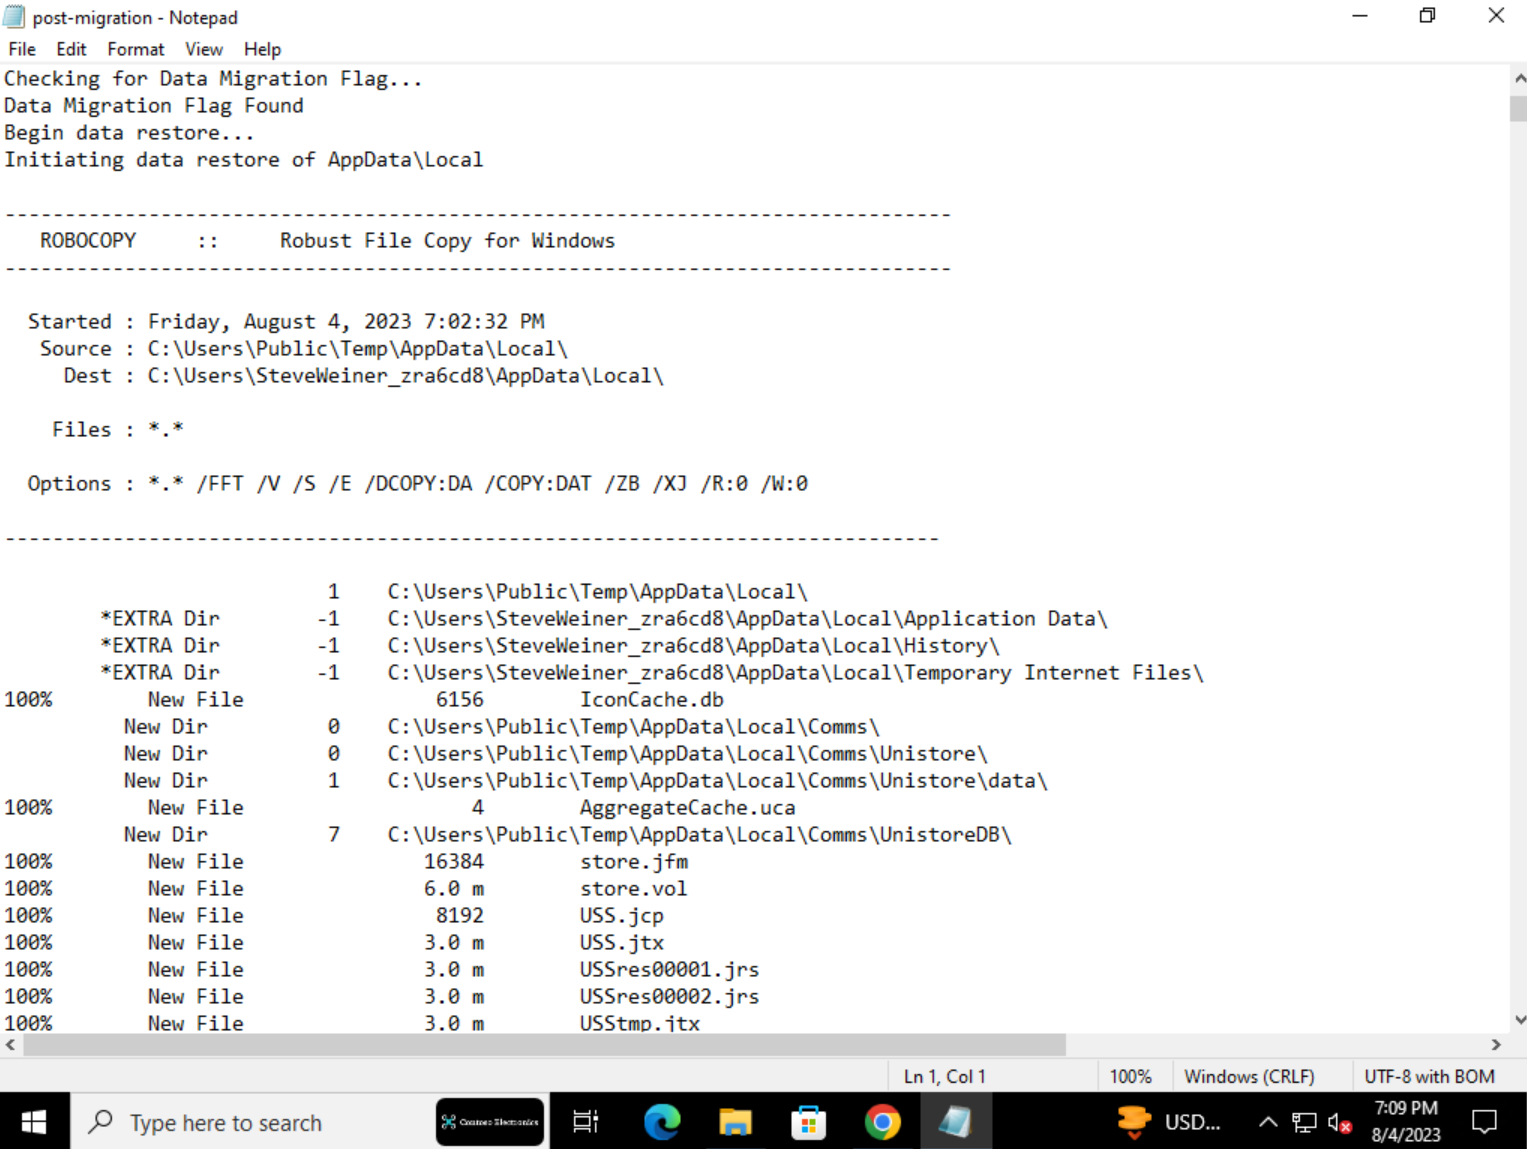 post-migration - Notepad
File Edit Format View Help
Checking for Data Migration Flag...
Data Migration Flag Found
Begin data restore...
Initiating data restore of AppData\Local
-------------------------------------------------------------------------------
ROBOCOPY :: Robust File Copy for Windows
-------------------------------------------------------------------------------
Started : Friday, August 4, 2023 7:02:32 PM
Source : C:\Users\Public\Temp\AppData\Local\
Dest : C:\Users\SteveWeiner_zra6cd8\AppData\Local\
Files : *.*
Options : *.* /FFT /V /S /E /DCOPY:DA /COPY:DAT /ZB /XJ /R:0 /W:0
------------------------------------------------------------------------------
1 C:\Users\Public\Temp\AppData\Local\
*EXTRA Dir -1 C:\Users\SteveWeiner_zra6cd8\AppData\Local\Application Data\
*EXTRA Dir -1 C:\Users\SteveWeiner_zra6cd8\AppData\Local\History\
*EXTRA Dir -1 C:\Users\SteveWeiner_zra6cd8\AppData\Local\Temporary Internet Files\
100% New File 6156 IconCache.db
New Dir 0 C:\Users\Public\Temp\AppData\Local\Comms\
New Dir 0 C:\Users\Public\Temp\AppData\Local\Comms\Unistore\
New Dir 1 C:\Users\Public\Temp\AppData\Local\Comms\Unistore\data\
100% New File 4 AggregateCache.uca
New Dir 7 C:\Users\Public\Temp\AppData\Local\Comms\UnistoreDB\
100% New File 16384 store.jfm
100% New File 6.0 m store.vol
100% New File 8192 USS.jcp
100% New File 3.0 m USS.jtx
100% New File 3.0 m USSres00001.jrs
100% New File 3.0 m USSres00002.jrs
100% New File 3.0 m USStmp.jtx
Ln 1, Col 1 100% Windows (CRLF) UTF-8 with BOM
Type here to search Contoso Electronics USD... 7:09 PM
8/4/2023